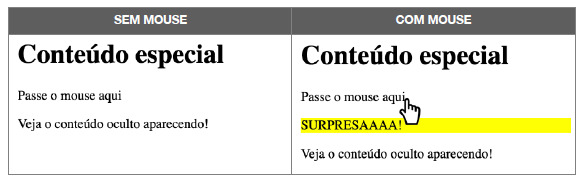 SEM MOUSE
COM MOUSE
Conteúdo especial
Passe o mouse aqui
Veja o conteúdo oculto aparecendo!
Conteúdo especial
Passe o mouse aqui
SURPRESAAAA!
Veja o conteúdo oculto aparecendo!